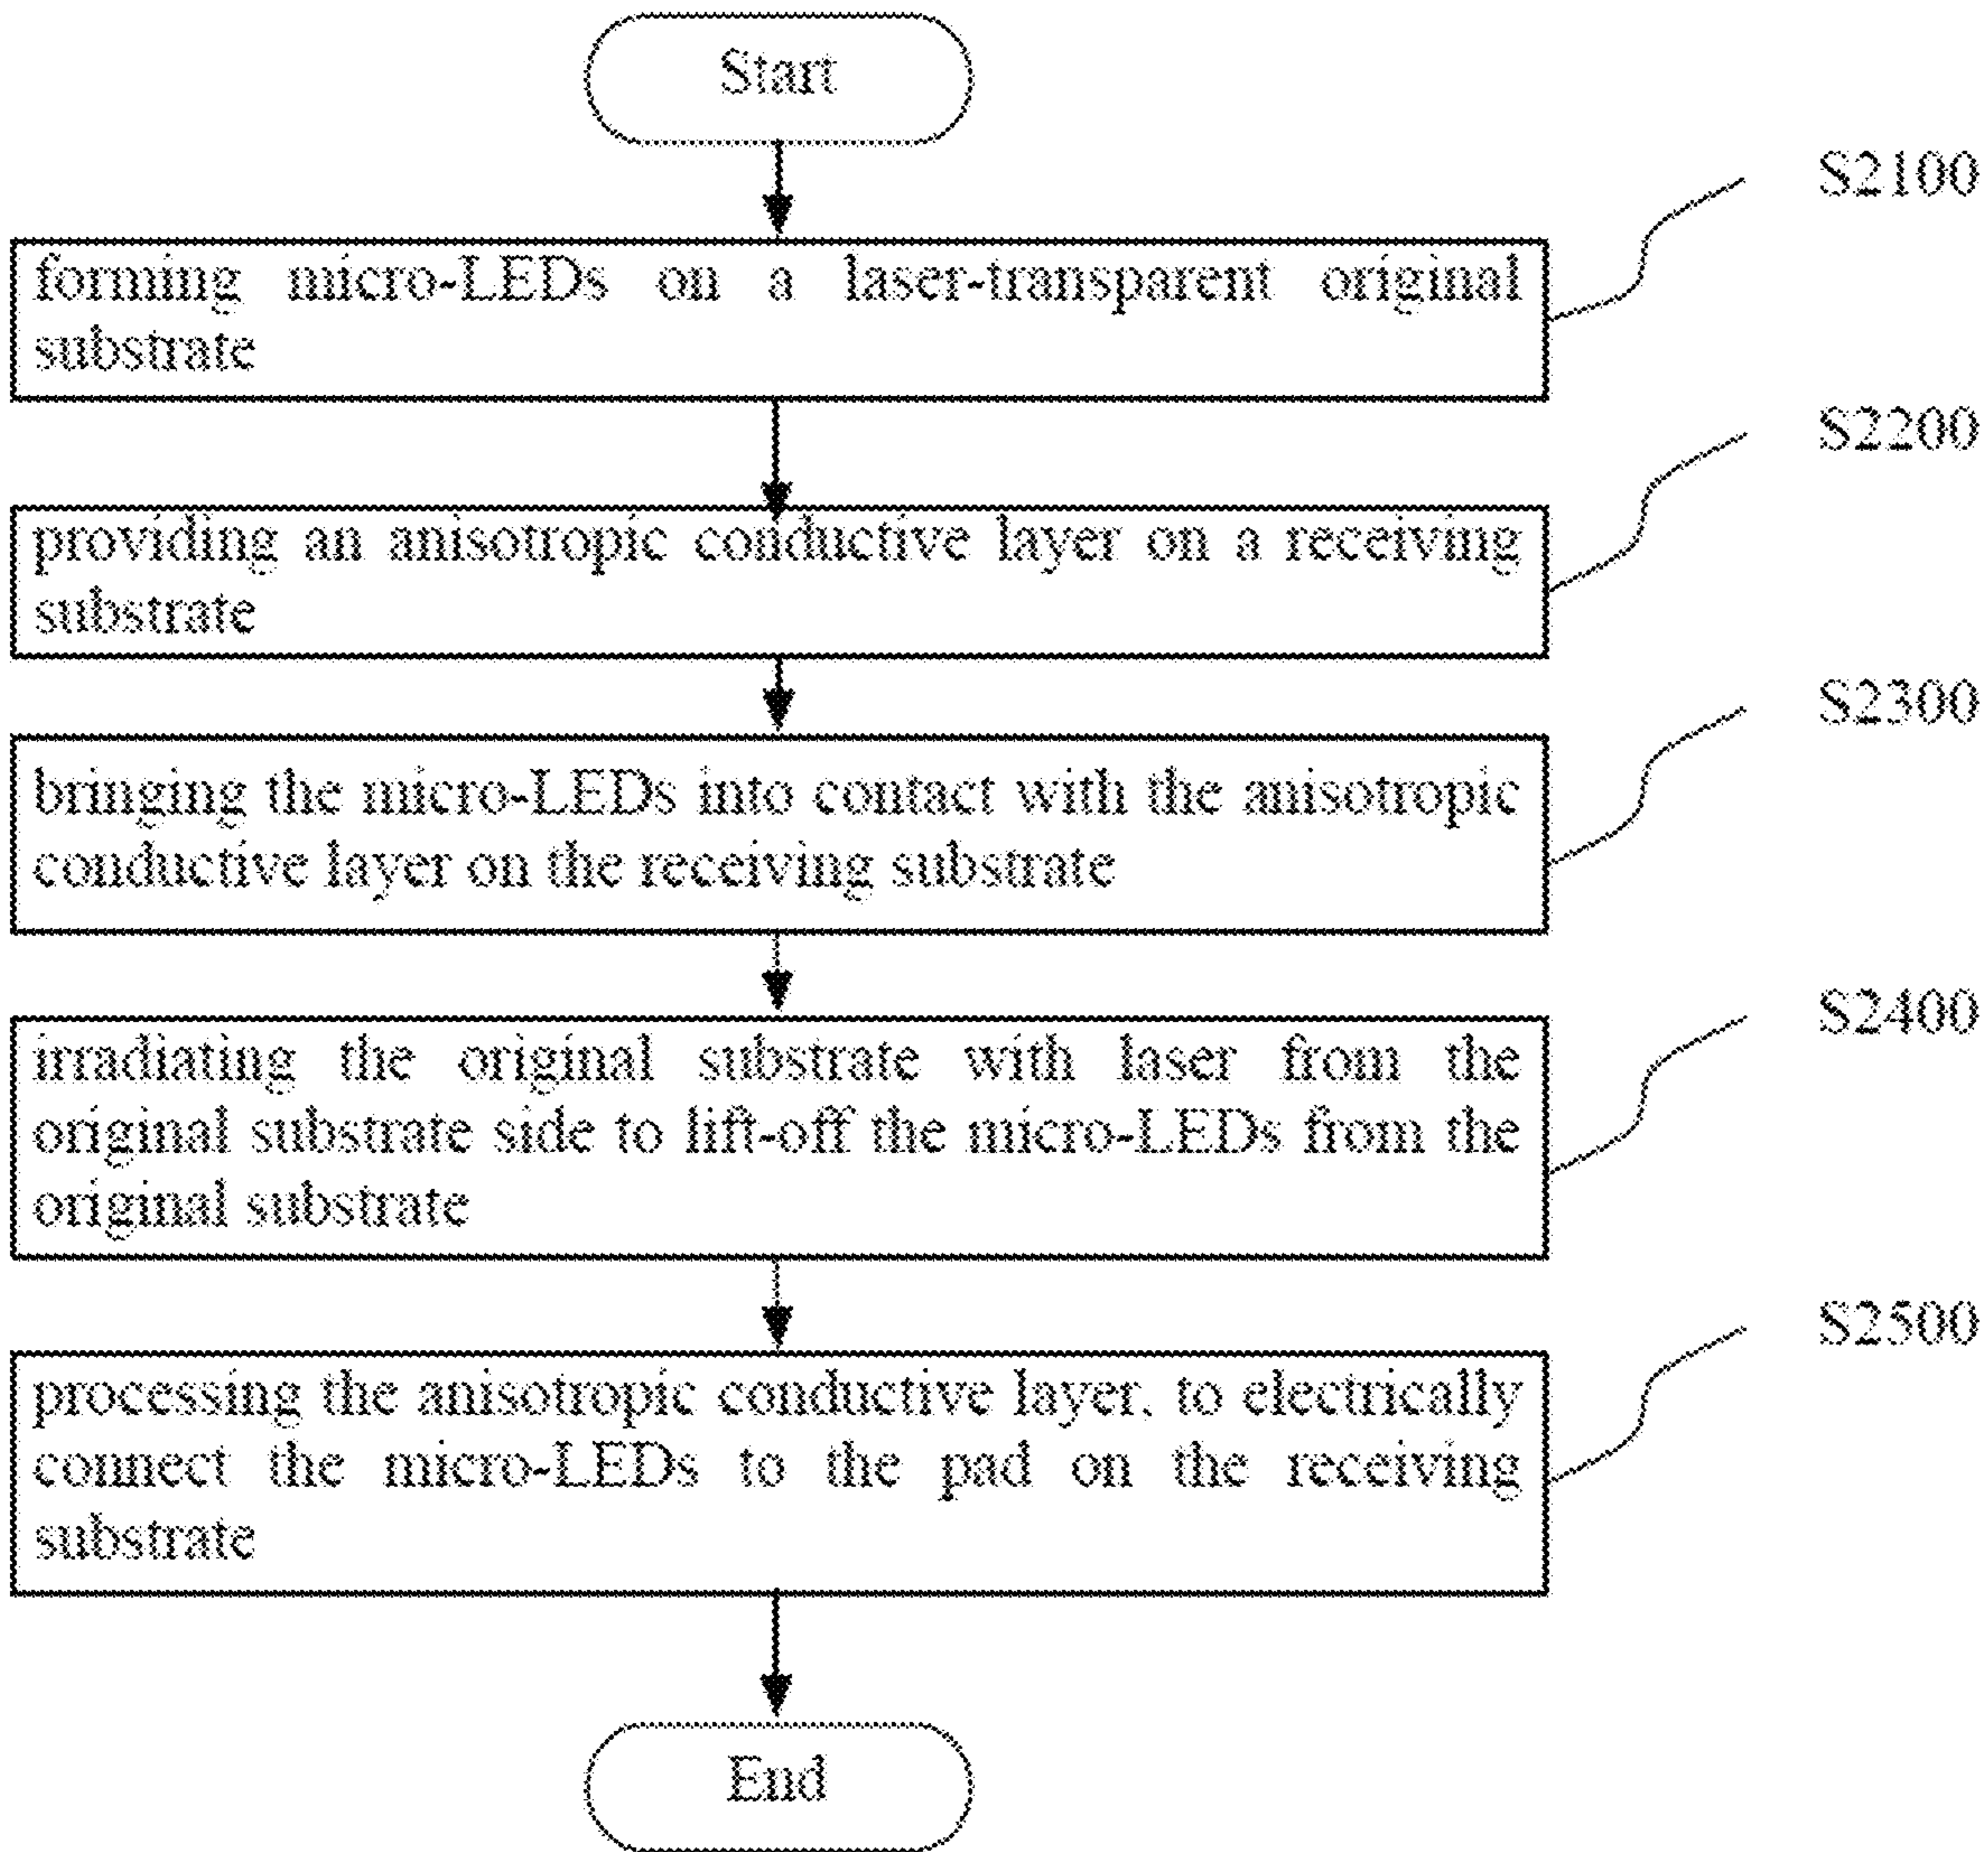 Start
S2100
forming micro-LEDs on a laser-transparent original
substrate
S2200
providing an anisotropic conductive layer on a receiving
substrate
S2300
bringing the micro-LEDs into contact with the anisotropic
conductive layer on the receiving substrate
S2400
irradiating the original substrate with laser from the
original substrate side to lift-off the micro-LEDs from the
original substrate
S2500
processing the anisotropic conductive layer, to electrically
connect the micro-LEDs to the pad on the receiving
substrate
End